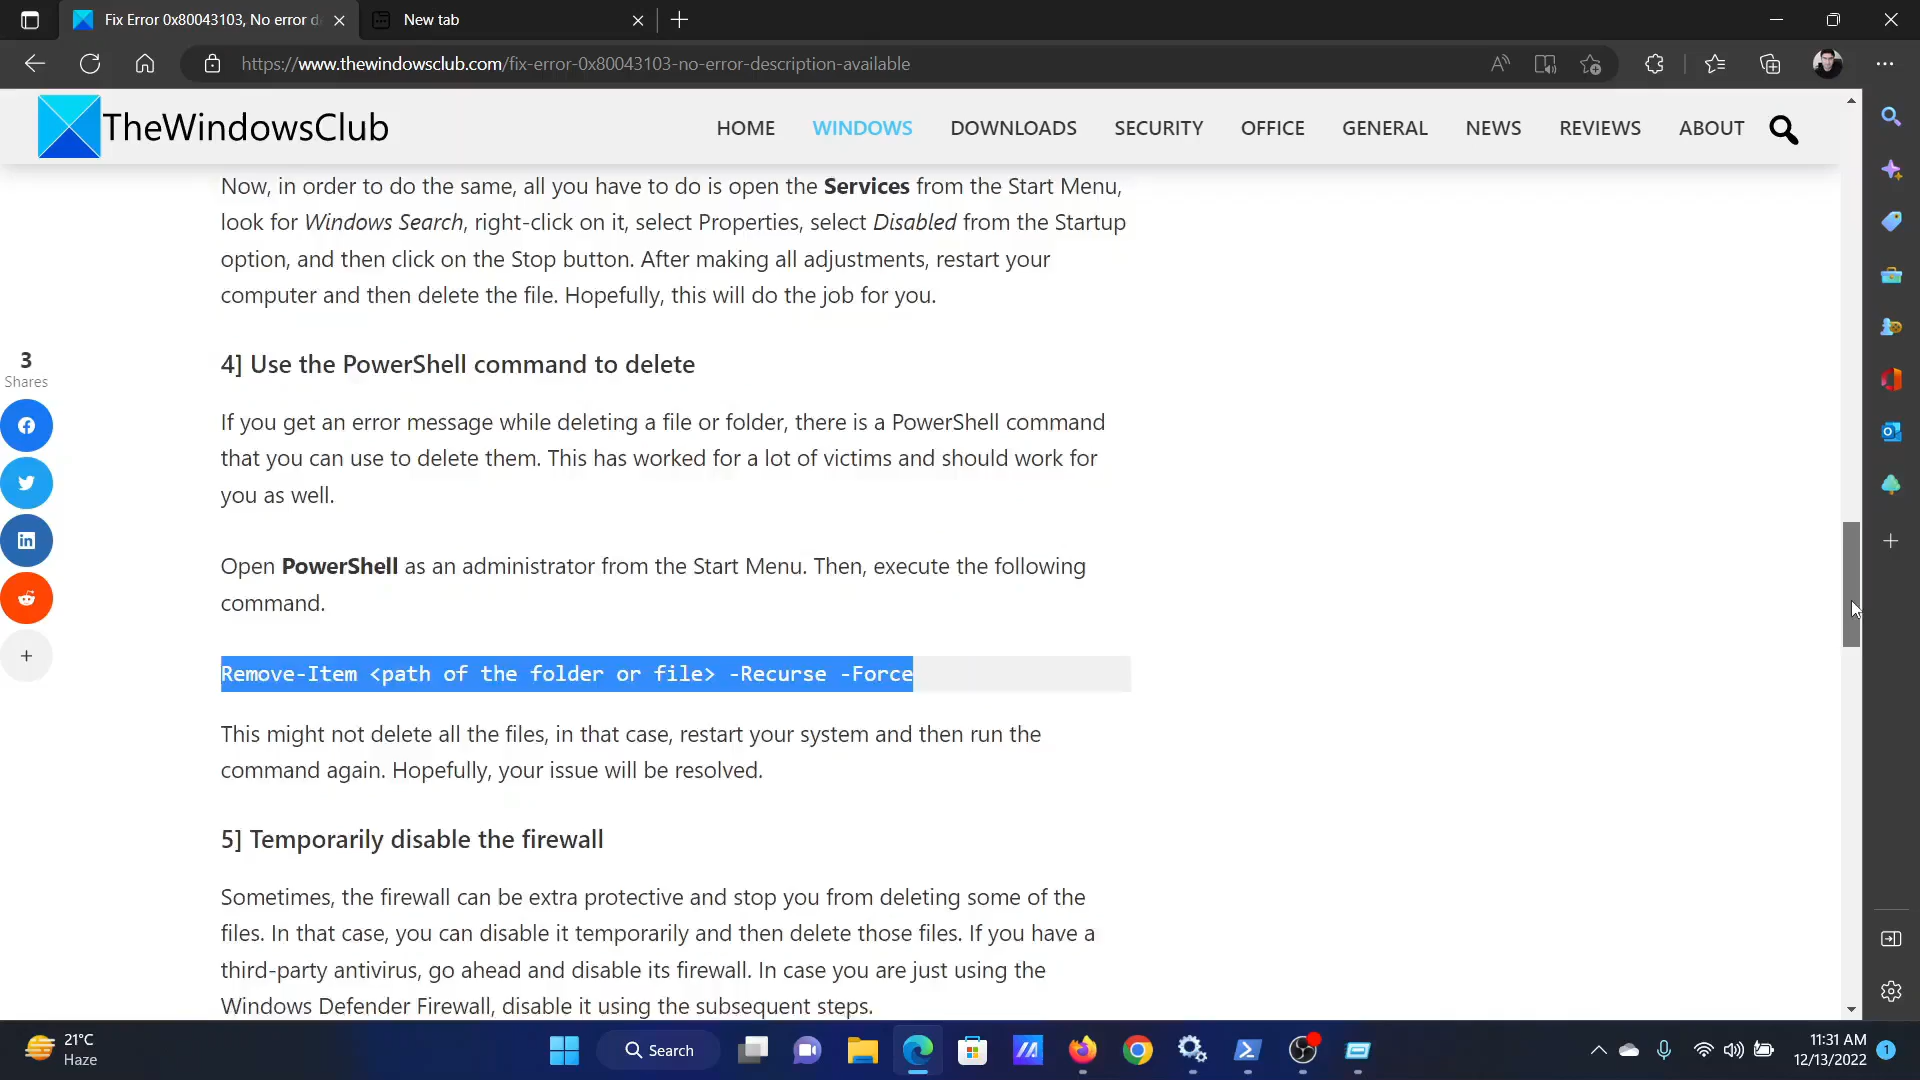 Fix Error 0x80043103, No error d
New tab
https://www.thewindowsclub.com/fix-error-0x80043103-no-error-description-available
TheWindowsClub
HOME WINDOWS DOWNLOADS SECURITY OFFICE GENERAL NEWS REVIEWS ABOUT
Now, in order to do the same, all you have to do is open the Services from the Start Menu,
look for Windows Search, right-click on it, select Properties, select Disabled from the Startup
option, and then click on the Stop button. After making all adjustments, restart your
computer and then delete the file. Hopefully, this will do the job for you.
3
Shares
4] Use the PowerShell command to delete
If you get an error message while deleting a file or folder, there is a PowerShell command
that you can use to delete them. This has worked for a lot of victims and should work for
you as well.
Open PowerShell as an administrator from the Start Menu. Then, execute the following
command.
Remove-Item <path of the folder or file> -Recurse -Force
This might not delete all the files, in that case, restart your system and then run the
command again. Hopefully, your issue will be resolved.
5] Temporarily disable the firewall
Sometimes, the firewall can be extra protective and stop you from deleting some of the
files. In that case, you can disable it temporarily and then delete those files. If you have a
third-party antivirus, go ahead and disable its firewall. In case you are just using the
Windows Defender Firewall, disable it using the subsequent steps.
21°C
Haze
Search
11:31 AM
12/13/2022
1